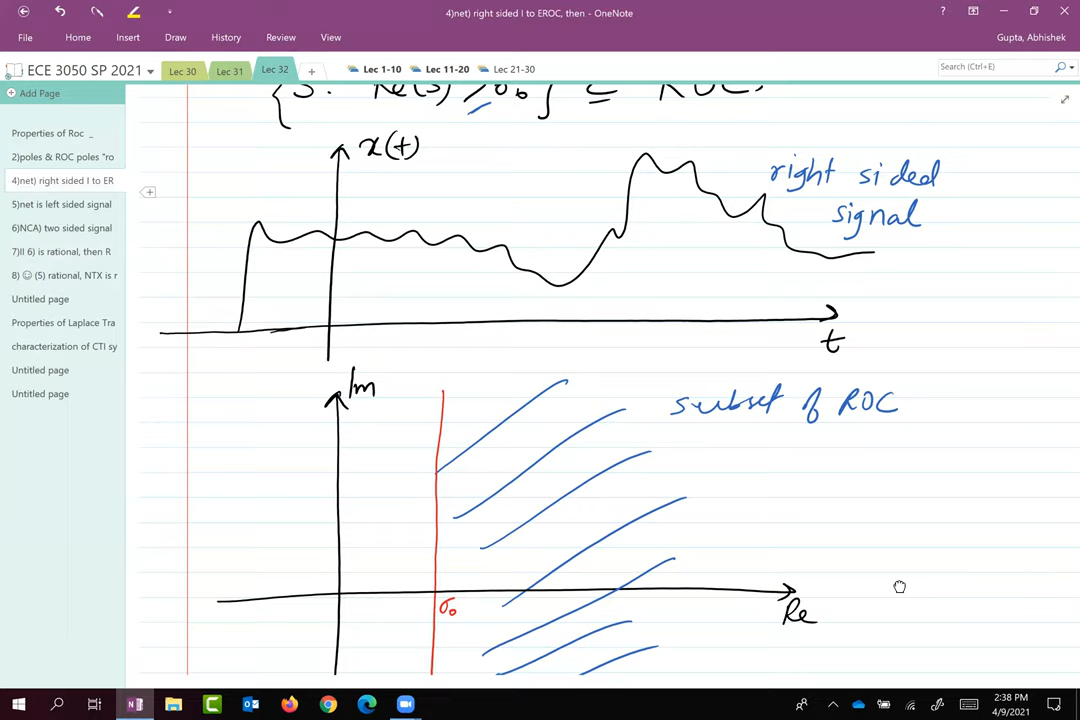 4)net) right sided I to EROC, then - OneNote
File Home Insert Draw History Review View
Gupta, Abhishek
ECE 3050 SP 2021
Lec 30 Lec 31 Lec 32
Lec 1-10 Lec 11-20 Lec 21-30
Search (Ctrl+E)
Add Page
Properties of Roc _
2)poles & ROC poles "ro
4)net) right sided I to ER
5)net is left sided signal
6)NCA) two sided signal
7)II 6) is rational, then R
8) ☺ (5) rational, NTX is r
Untitled page
Properties of Laplace Tra
characterization of CTI sy
Untitled page
Untitled page
{s: Re(s) > σ₀} ⊆ ROC.
x(t)
right sided
signal
t
Im
subset of ROC
σ₀
Re
2:38 PM
4/9/2021